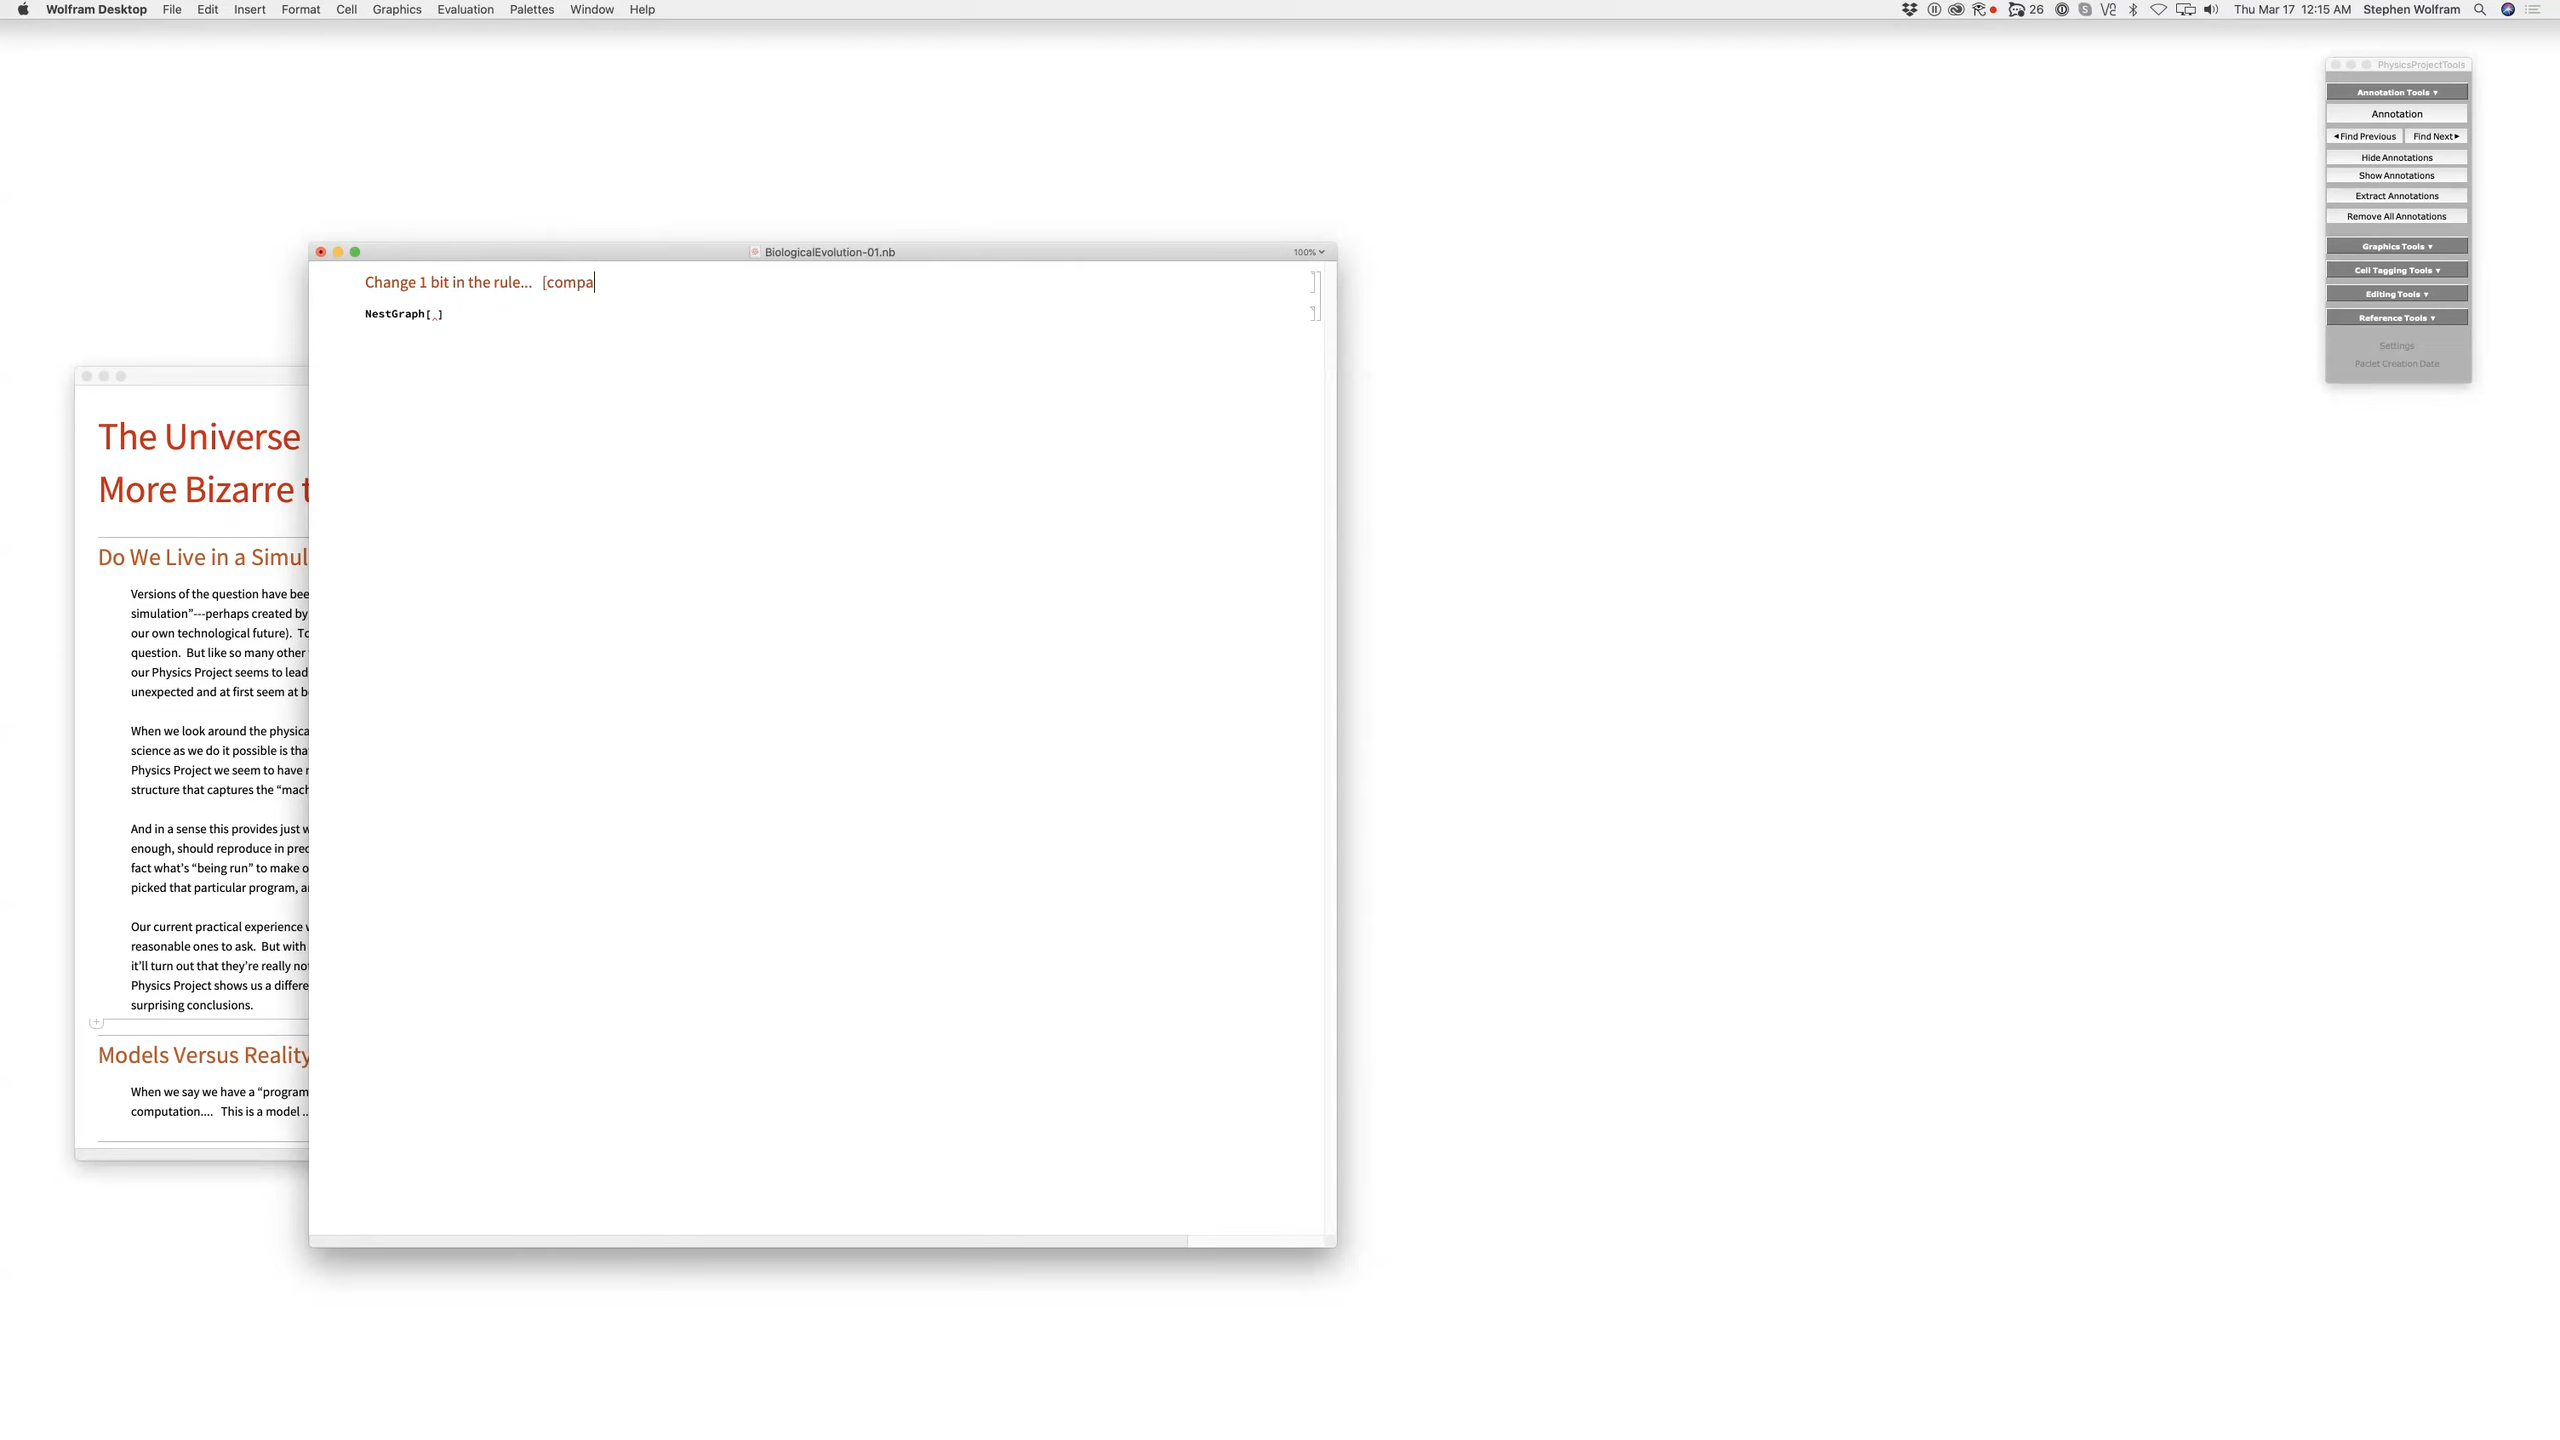 Wolfram Desktop File Edit Insert Format Cell Graphics Evaluation Palettes Window Help
26 Thu Mar 17 12:15 AM Stephen Wolfram
PhysicsProjectTools
Annotation Tools ▾
Annotation
◂Find Previous Find Next▸
Hide Annotations
Show Annotations
Extract Annotations
Remove All Annotations
Graphics Tools ▾
Cell Tagging Tools ▾
Editing Tools ▾
Reference Tools ▾
Settings
Paclet Creation Date
BiologicalEvolution-01.nb 100%
Change 1 bit in the rule... [compa
NestGraph[ ]
The Universe
More Bizarre t
Do We Live in a Simul
Versions of the question have bee
simulation”---perhaps created by
our own technological future). To
question. But like so many other
our Physics Project seems to lead
unexpected and at first seem at b
When we look around the physica
science as we do it possible is tha
Physics Project we seem to have
structure that captures the “mach
And in a sense this provides just w
enough, should reproduce in prec
fact what’s “being run” to make o
picked that particular program, a
Our current practical experience
reasonable ones to ask. But with
it’ll turn out that they’re really no
Physics Project shows us a differe
surprising conclusions.
Models Versus Reality
When we say we have a “program
computation.... This is a model ..